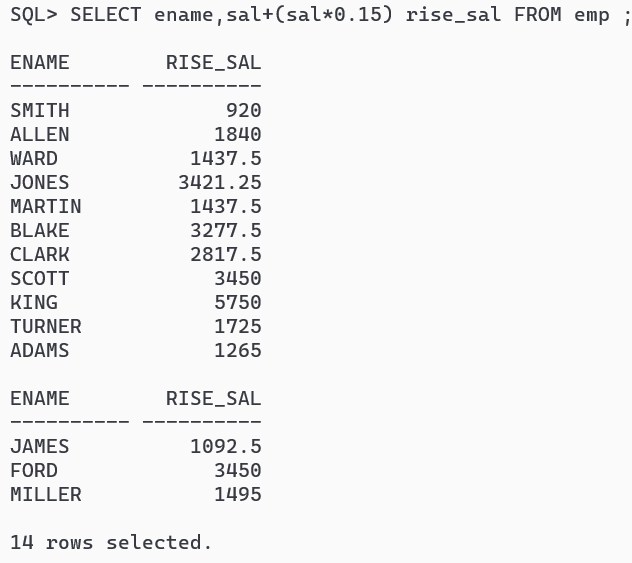 SQL> SELECT ename,sal+(sal*0.15) rise_sal FROM emp ;
ENAME        RISE_SAL
---------- ----------
SMITH             920
ALLEN            1840
WARD           1437.5
JONES         3421.25
MARTIN         1437.5
BLAKE          3277.5
CLARK          2817.5
SCOTT            3450
KING             5750
TURNER           1725
ADAMS            1265
ENAME        RISE_SAL
---------- ----------
JAMES          1092.5
FORD             3450
MILLER           1495
14 rows selected.